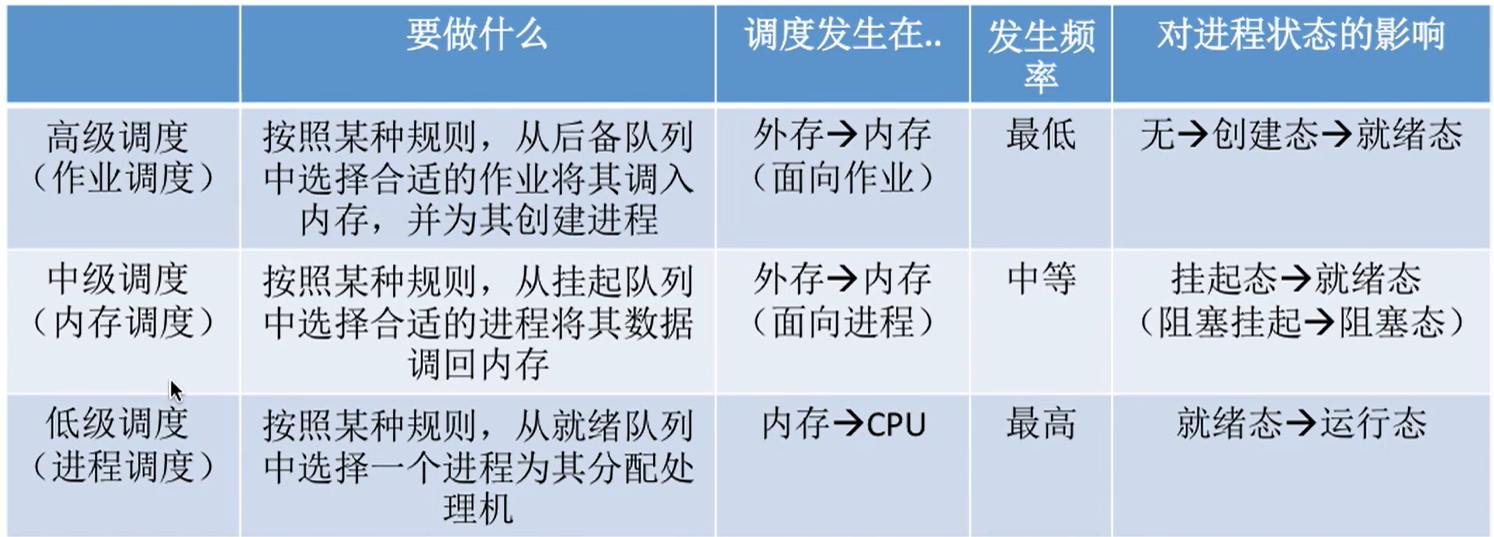 要做什么
调度发生在..
发生频
率
对进程状态的影响
高级调度
（作业调度）
按照某种规则，从后备队列
中选择合适的作业将其调入
内存，并为其创建进程
外存→内存
（面向作业）
最低
无→创建态→就绪态
中级调度
（内存调度）
按照某种规则，从挂起队列
中选择合适的进程将其数据
调回内存
外存→内存
（面向进程）
中等
挂起态→就绪态
（阻塞挂起→阻塞态）
低级调度
（进程调度）
按照某种规则，从就绪队列
中选择一个进程为其分配处
理机
内存→CPU
最高
就绪态→运行态